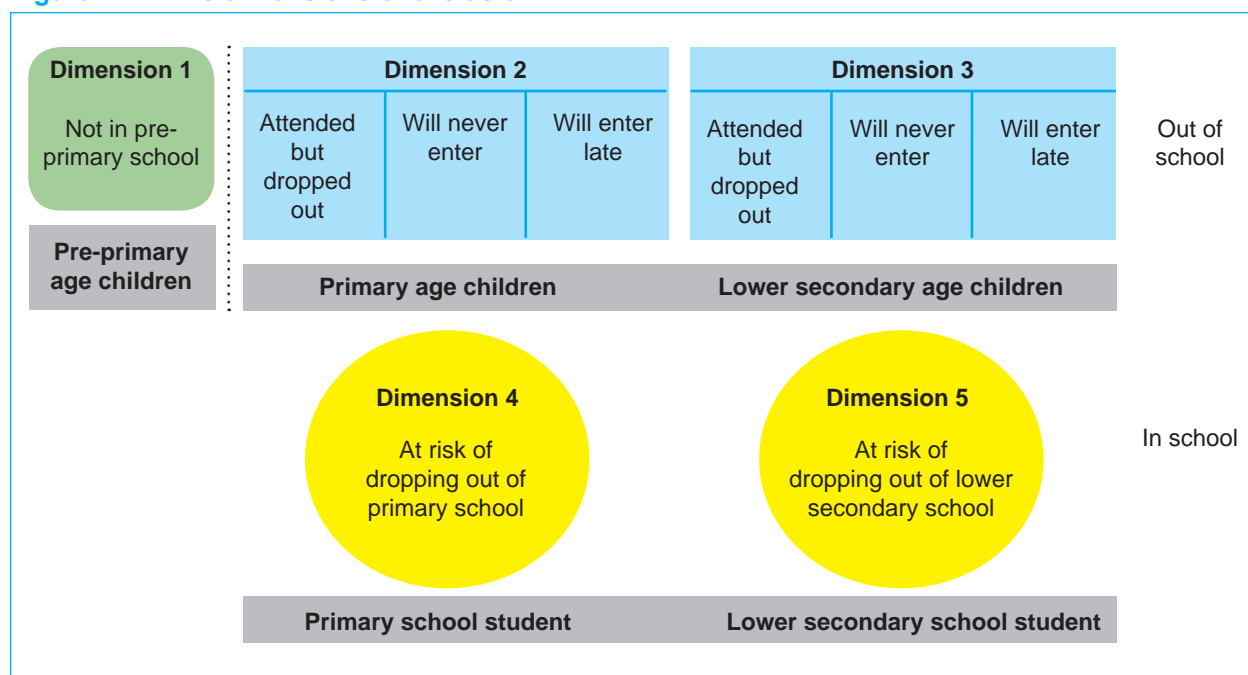 Dimension 1
Not in pre-
primary school
Pre-primary
age children
Dimension 2
Attended
but
dropped
out
Will never
enter
Will enter
late
Dimension 3
Attended
but
dropped
out
Will never
enter
Will enter
late
Out of
school
Primary age children
Lower secondary age children
Dimension 4
At risk of
dropping out of
primary school
Dimension 5
At risk of
dropping out of lower
secondary school
In school
Primary school student
Lower secondary school student